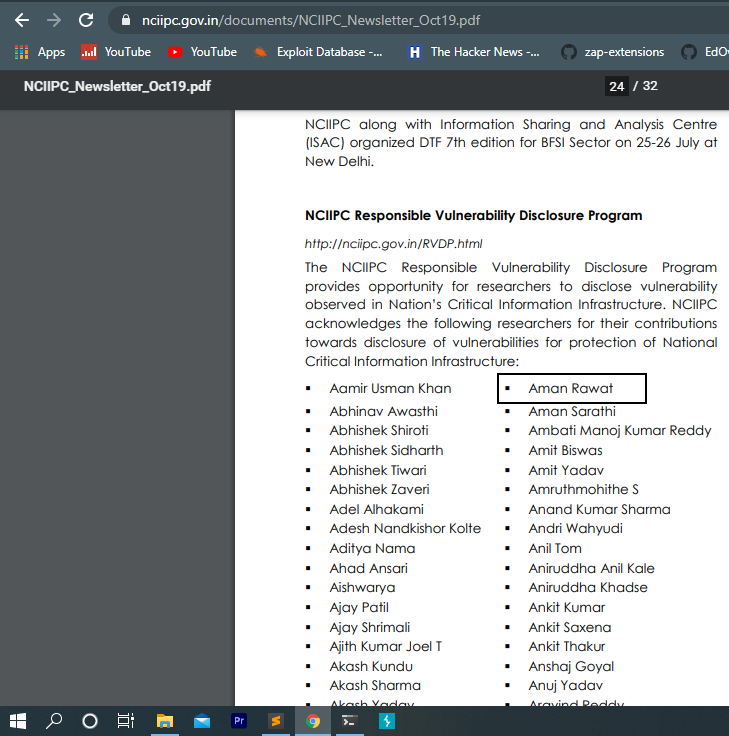 nciipc.gov.in/documents/NCIIPC_Newsletter_Oct19.pdf
Apps YouTube YouTube Exploit Database -... H The Hacker News -... zap-extensions EdOv
NCIIPC_Newsletter_Oct19.pdf 24 / 32
NCIIPC along with Information Sharing and Analysis Centre
(ISAC) organized DTF 7th edition for BFSI Sector on 25-26 July at
New Delhi.
NCIIPC Responsible Vulnerability Disclosure Program
http://nciipc.gov.in/RVDP.html
The NCIIPC Responsible Vulnerability Disclosure Program
provides opportunity for researchers to disclose vulnerability
observed in Nation's Critical Information Infrastructure. NCIIPC
acknowledges the following researchers for their contributions
towards disclosure of vulnerabilities for protection of National
Critical Information Infrastructure:
▪ Aamir Usman Khan
▪ Abhinav Awasthi
▪ Abhishek Shiroti
▪ Abhishek Sidharth
▪ Abhishek Tiwari
▪ Abhishek Zaveri
▪ Adel Alhakami
▪ Adesh Nandkishor Kolte
▪ Aditya Nama
▪ Ahad Ansari
▪ Aishwarya
▪ Ajay Patil
▪ Ajay Shrimali
▪ Ajith Kumar Joel T
▪ Akash Kundu
▪ Akash Sharma
▪ Akash Yadav
▪ Aman Rawat
▪ Aman Sarathi
▪ Ambati Manoj Kumar Reddy
▪ Amit Biswas
▪ Amit Yadav
▪ Amruthmohithe S
▪ Anand Kumar Sharma
▪ Andri Wahyudi
▪ Anil Tom
▪ Aniruddha Anil Kale
▪ Aniruddha Khadse
▪ Ankit Kumar
▪ Ankit Saxena
▪ Ankit Thakur
▪ Anshaj Goyal
▪ Anuj Yadav
▪ Aravind Reddy
Pr S